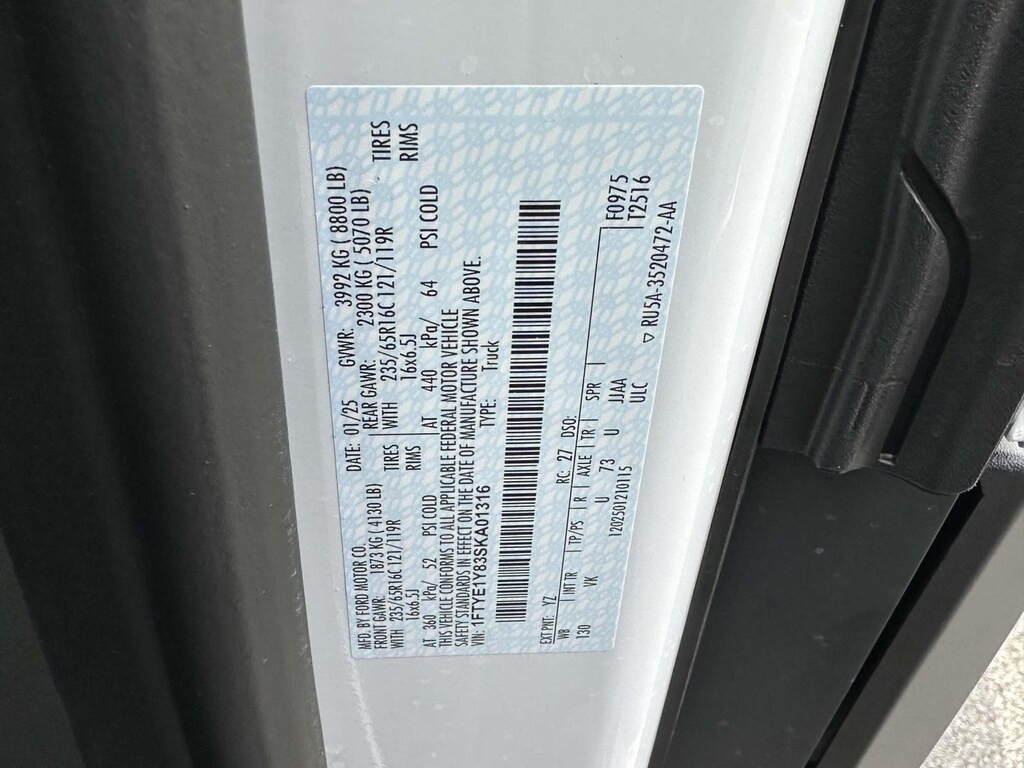 MFD. BY FORD MOTOR CO. DATE: 01/25 GVWR: 3992 KG ( 8800 LB)
FRONT GAWR: 1873 KG ( 4130 LB) REAR GAWR: 2300 KG ( 5070 LB)
WITH 235/65R16C 121/119R TIRES WITH 235/65R16C 121/119R TIRES
16x6.5J RIMS 16x6.5J RIMS
AT 360 kPa/ 52 PSI COLD AT 440 kPa/ 64 PSI COLD
THIS VEHICLE CONFORMS TO ALL APPLICABLE FEDERAL MOTOR VEHICLE
SAFETY STANDARDS IN EFFECT ON THE DATE OF MANUFACTURE SHOWN ABOVE.
VIN: 1FTYE1Y83SKA01316 TYPE: Truck
EXT PNT: YZ RC: 27 DSO: F0975
WB INT TR TP/PS R AXLE TR SPR T2516
130 VK U 73 U JJAA
1202501210115 ULC
▽ RU5A-3520472-AA